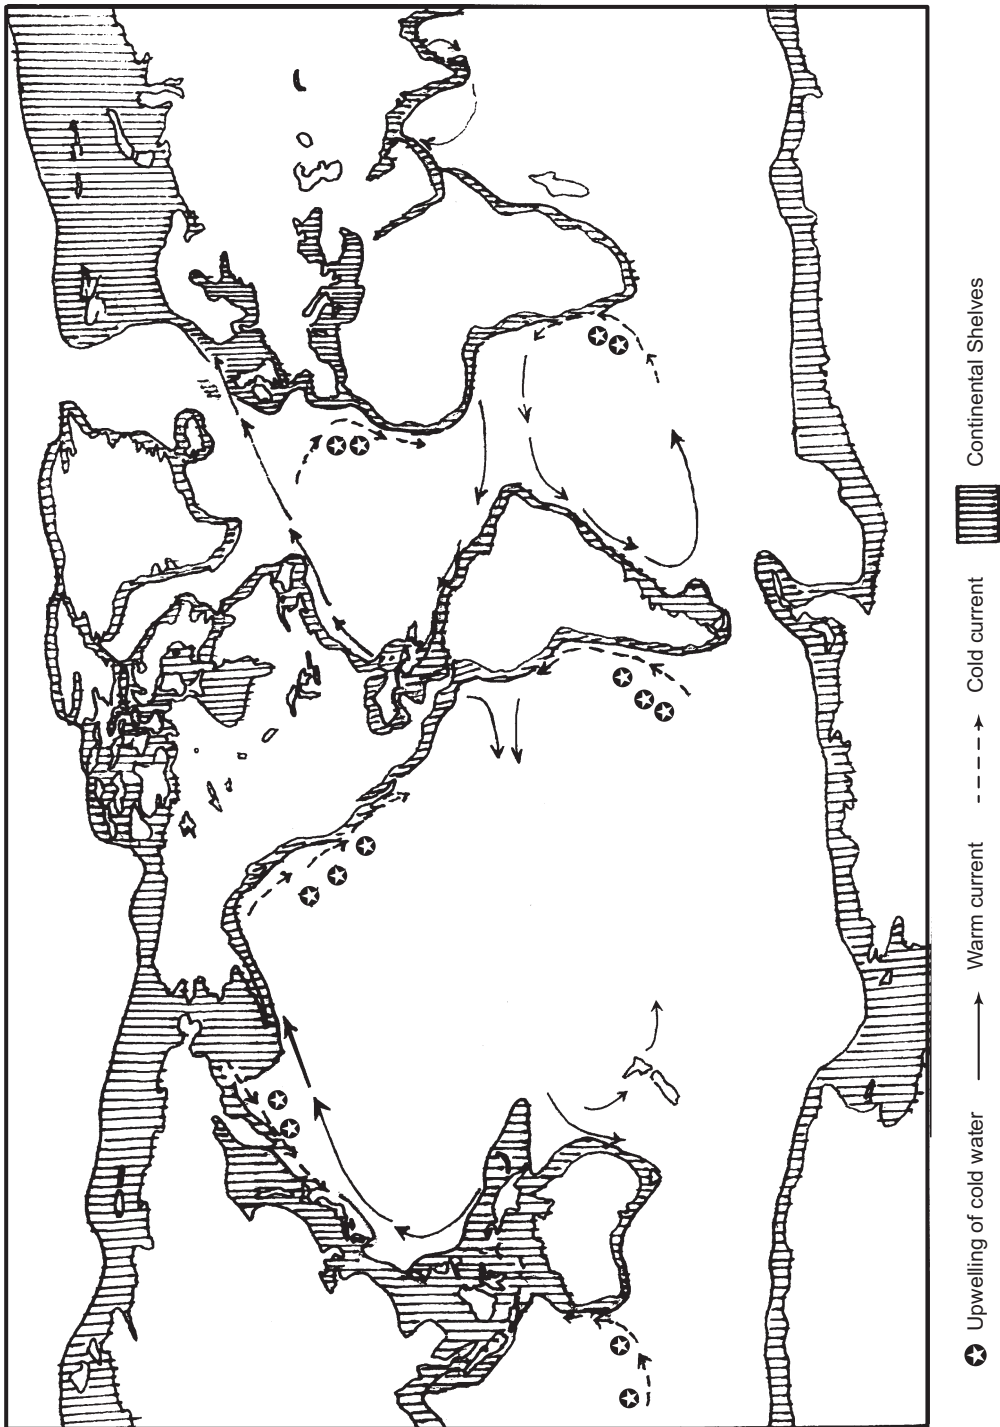 Upwelling of cold water
Warm current
Cold current
Continental Shelves